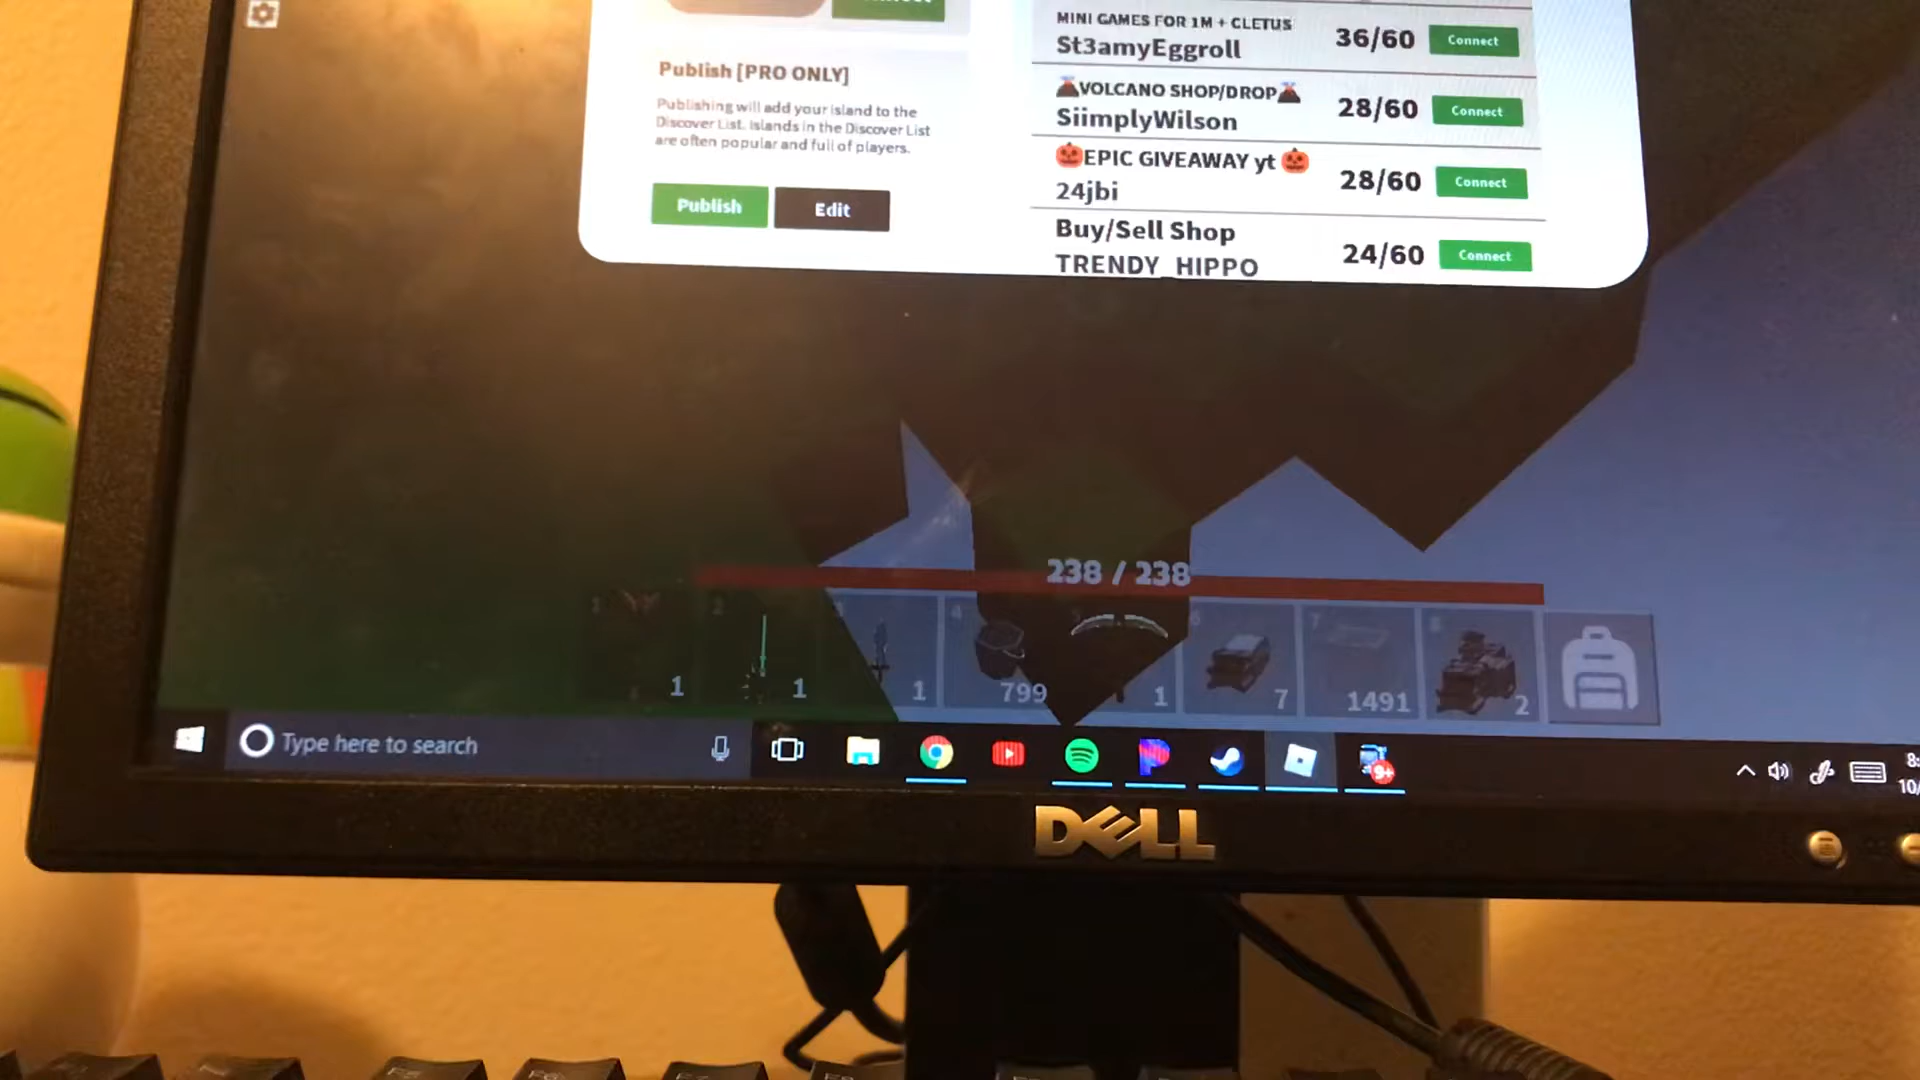 MINI GAMES FOR 1M + CLETUS
St3amyEggroll
36/60
Connect
Publish [PRO ONLY]
Publishing will add your island to the
Discover List. Islands in the Discover List
are often popular and full of players.
Publish
Edit
🌋VOLCANO SHOP/DROP🌋
SiimplyWilson
28/60
Connect
🎃EPIC GIVEAWAY yt 🎃
24jbi
28/60
Connect
Buy/Sell Shop
TRENDY_HIPPO
24/60
Connect
238 / 238
1
1
1
799
1
7
1491
2
Type here to search
9+
8:
10/
DELL